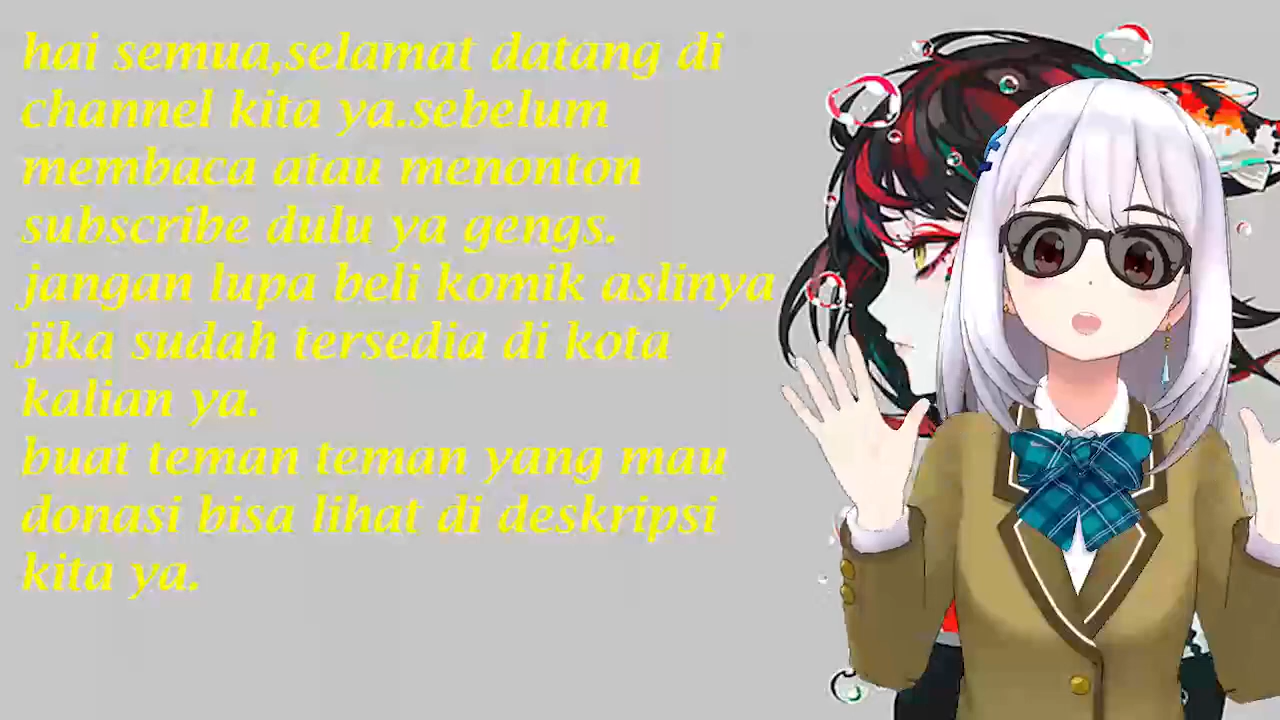 hai semua,selamat datang di
channel kita ya.sebelum
membaca atau menonton
subscribe dulu ya gengs.
jangan lupa beli komik aslinya
jika sudah tersedia di kota
kalian ya.
buat teman teman yang mau
donasi bisa lihat di deskripsi
kita ya.